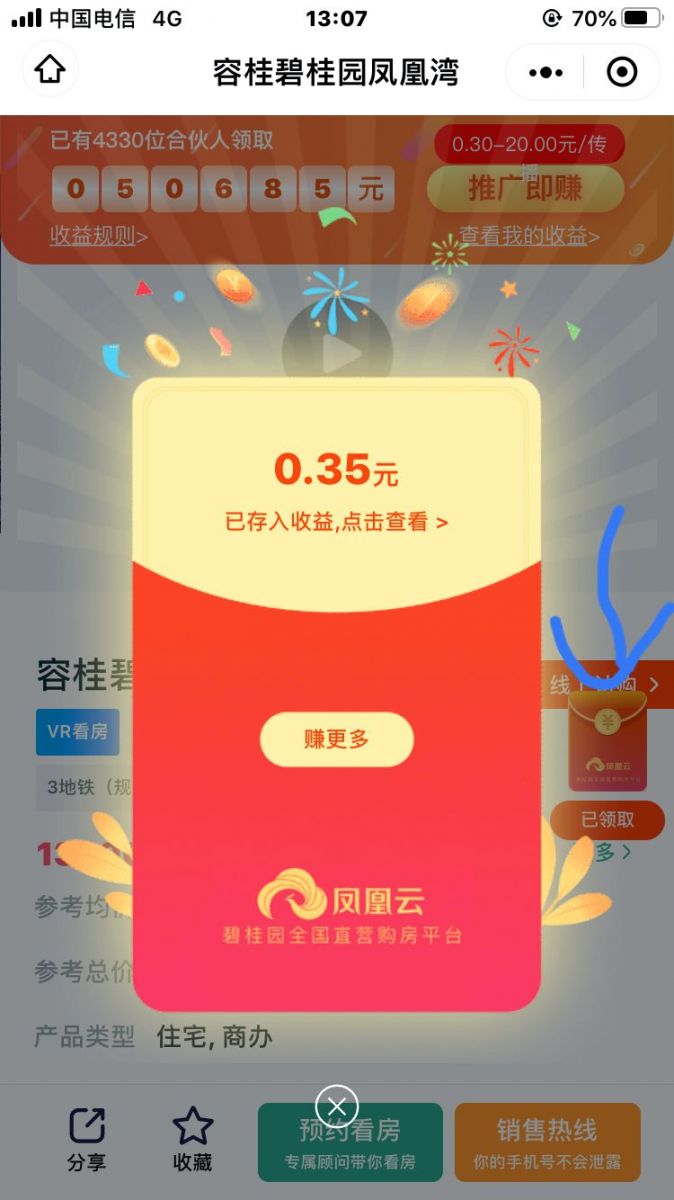 中国电信 4G 13:07 70%
容桂碧桂园凤凰湾
已有4330位合伙人领取
0.30-20.00元/传
050685元
推广即赚
收益规则>
查看我的收益>
0.35元
已存入收益,点击查看 >
容桂碧
VR看房
3地铁（规
已领取
多>
参考均价
参考总价
赚更多
凤凰云
碧桂园全国直营购房平台
凤凰云
产品类型 住宅, 商办
分享
收藏
预约看房
专属顾问带你看房
销售热线
你的手机号不会泄露